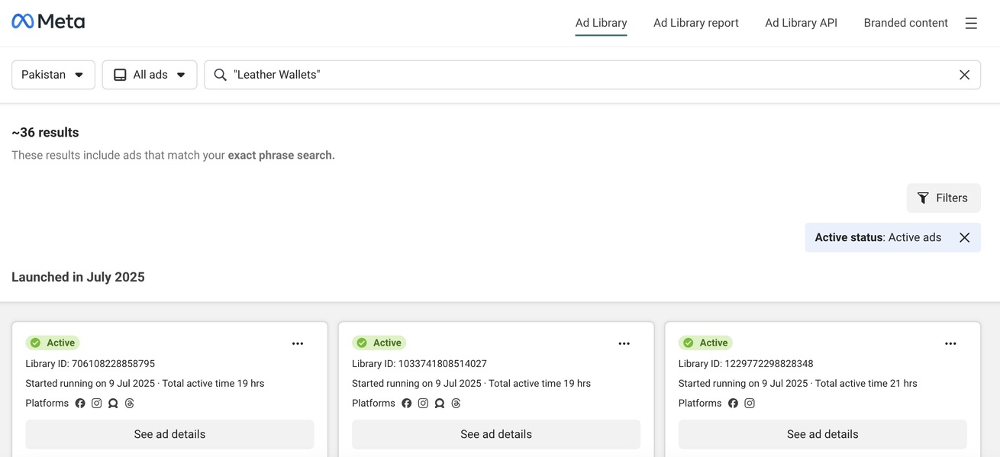 Meta
Ad Library Ad Library report Ad Library API Branded content
Pakistan All ads "Leather Wallets"
~36 results
These results include ads that match your exact phrase search.
Filters
Active status: Active ads
Launched in July 2025
Active
Library ID: 706108228858795
Started running on 9 Jul 2025 · Total active time 19 hrs
Platforms
See ad details
Active
Library ID: 1033741808514027
Started running on 9 Jul 2025 · Total active time 19 hrs
Platforms
See ad details
Active
Library ID: 1229772298828348
Started running on 9 Jul 2025 · Total active time 21 hrs
Platforms
See ad details